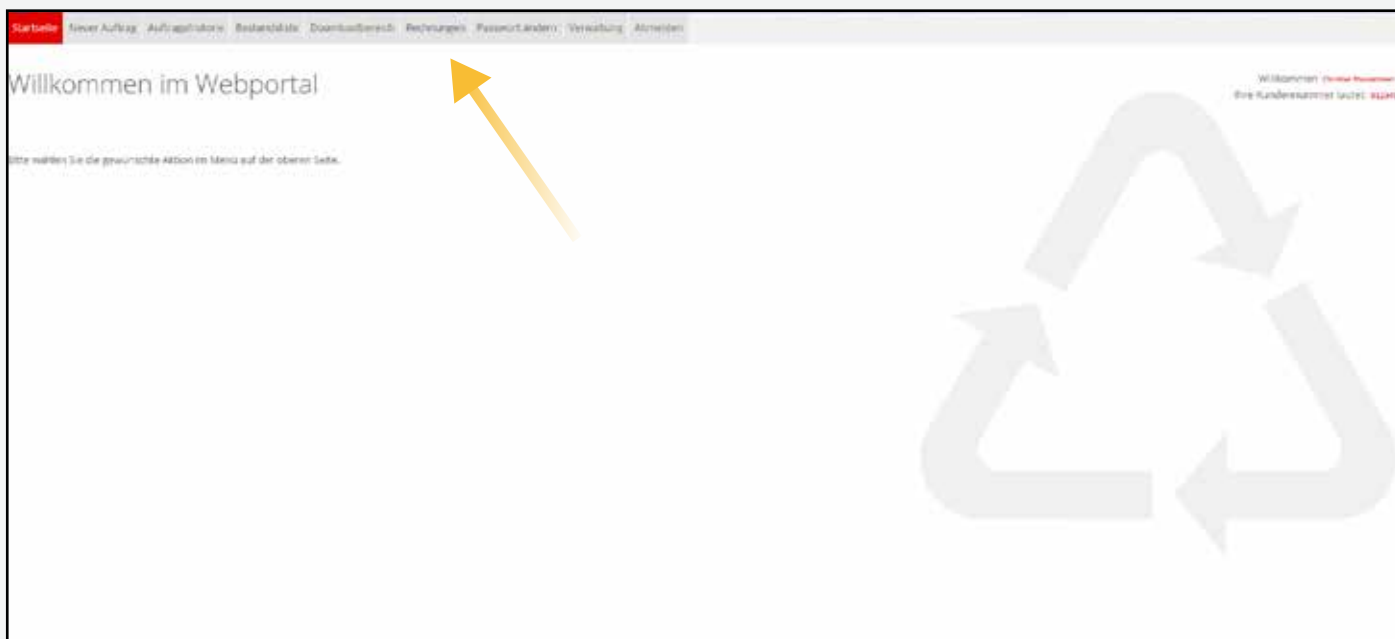 Startseite Neuer Auftrag Auftragshistorie Bestandsliste Downloadbereich Rechnungen Passwort ändern Verwaltung Abmelden
Willkommen im Webportal
Willkommen
Ihre Kundennummer lautet:
Bitte wählen Sie die gewünschte Aktion im Menü auf der oberen Seite.